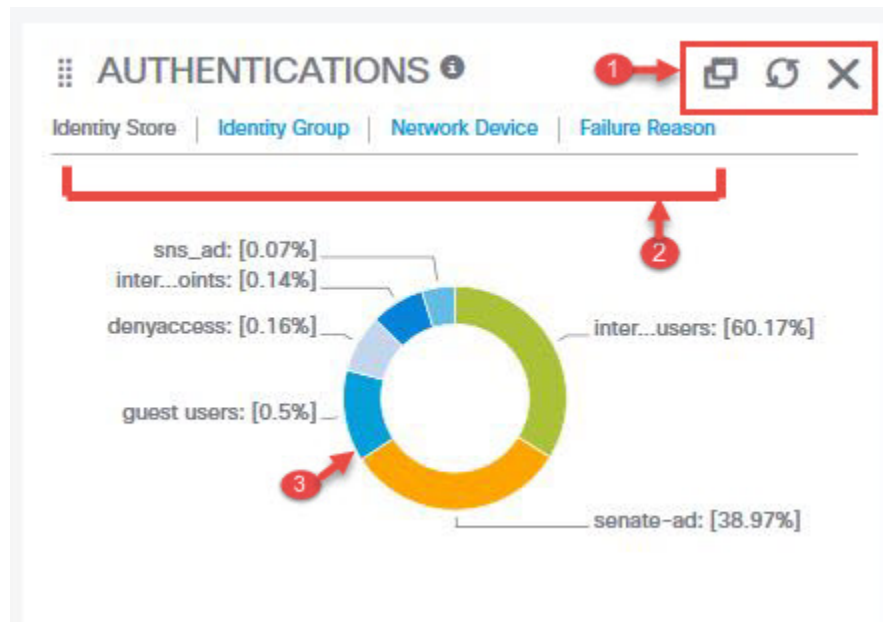 AUTHENTICATIONS i
1
Identity Store | Identity Group | Network Device | Failure Reason
2
sns_ad: [0.07%]
inter...oints: [0.14%]
denyaccess: [0.16%]
inter...users: [60.17%]
guest users: [0.5%]
3
senate-ad: [38.97%]